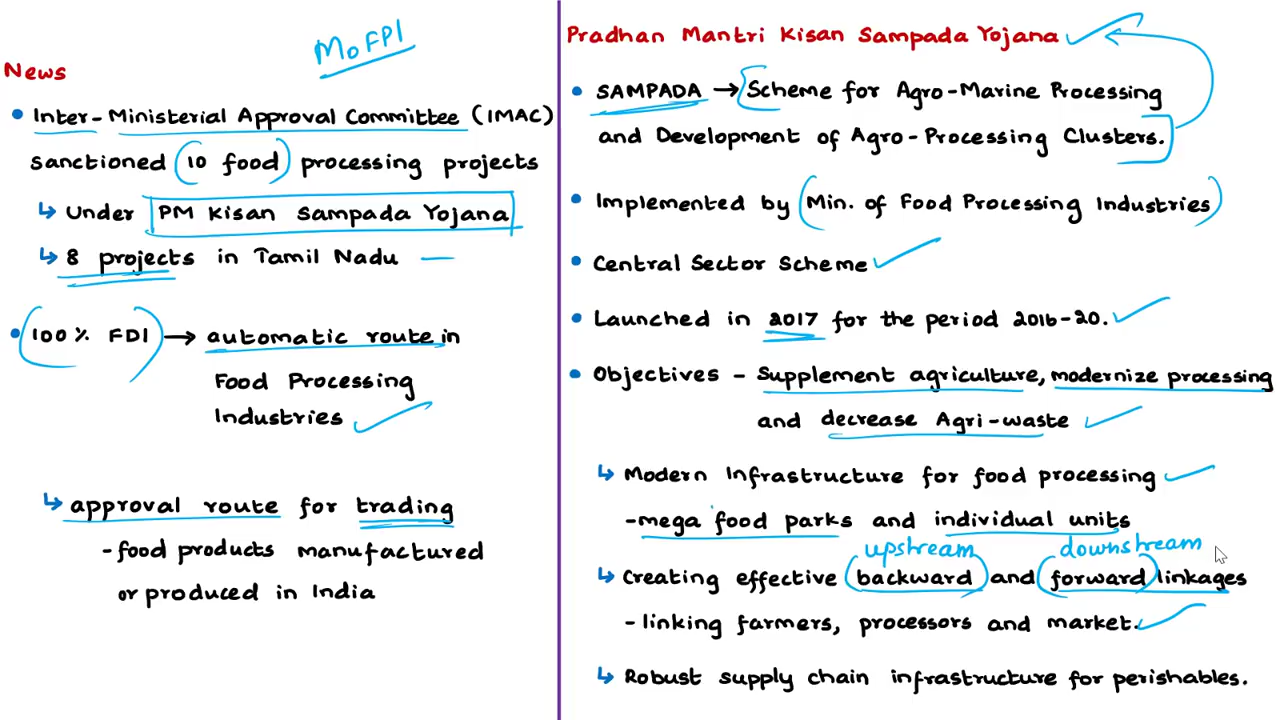 MoFPI
News
• Inter-Ministerial Approval Committee (IMAC)
sanctioned 10 food processing projects
↳ Under PM Kisan Sampada Yojana
↳ 8 projects in Tamil Nadu
• 100% FDI → automatic route in
Food Processing
Industries
↳ approval route for trading
- food products manufactured
or produced in India
Pradhan Mantri Kisan Sampada Yojana
• SAMPADA → Scheme for Agro-Marine Processing
and Development of Agro-Processing Clusters.
• Implemented by (Min. of Food Processing Industries)
• Central Sector Scheme
• Launched in 2017 for the period 2016-20.
• Objectives - Supplement agriculture, modernize processing
and decrease Agri-waste
↳ Modern Infrastructure for food processing
- mega food parks and individual units
upstream downstream
↳ Creating effective (backward) and (forward) linkages
- linking farmers, processors and market.
↳ Robust supply chain infrastructure for perishables.